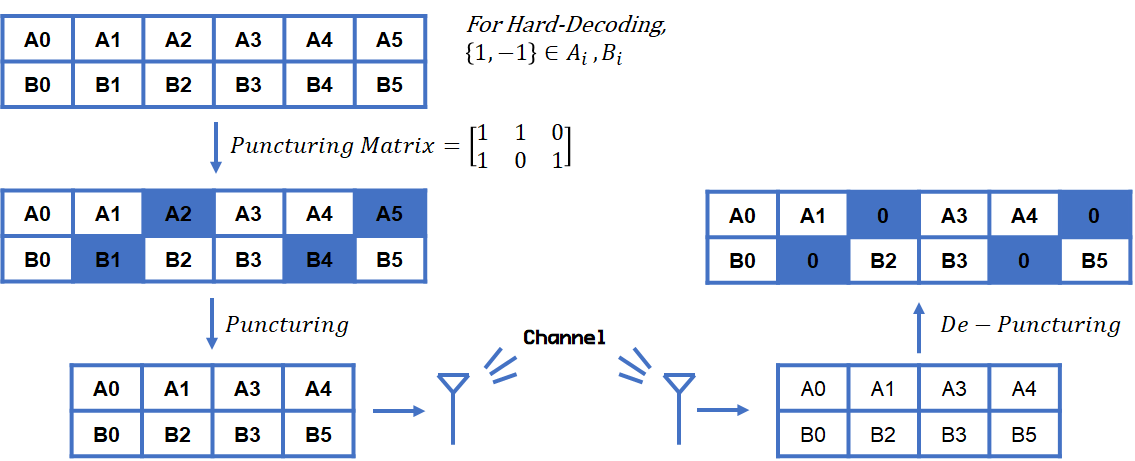 A0 A1 A2 A3 A4 A5
B0 B1 B2 B3 B4 B5
For Hard-Decoding,
{1, −1} ∈ A_i , B_i
Puncturing Matrix = [1 1 0
1 0 1]
A0 A1 A2 A3 A4 A5
B0 B1 B2 B3 B4 B5
Puncturing
A0 A1 A3 A4
B0 B2 B3 B5
Channel
A0 A1 A3 A4
B0 B2 B3 B5
De − Puncturing
A0 A1 0 A3 A4 0
B0 0 B2 B3 0 B5